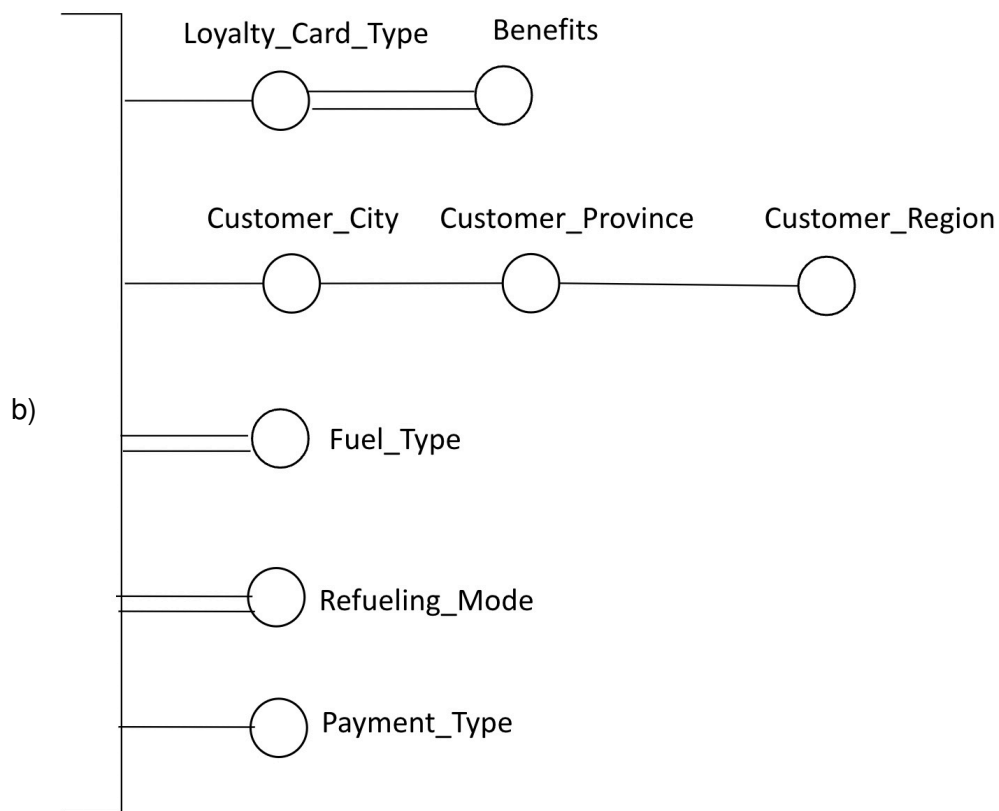 Loyalty_Card_Type
Benefits
Customer_City
Customer_Province
Customer_Region
b)
Fuel_Type
Refueling_Mode
Payment_Type